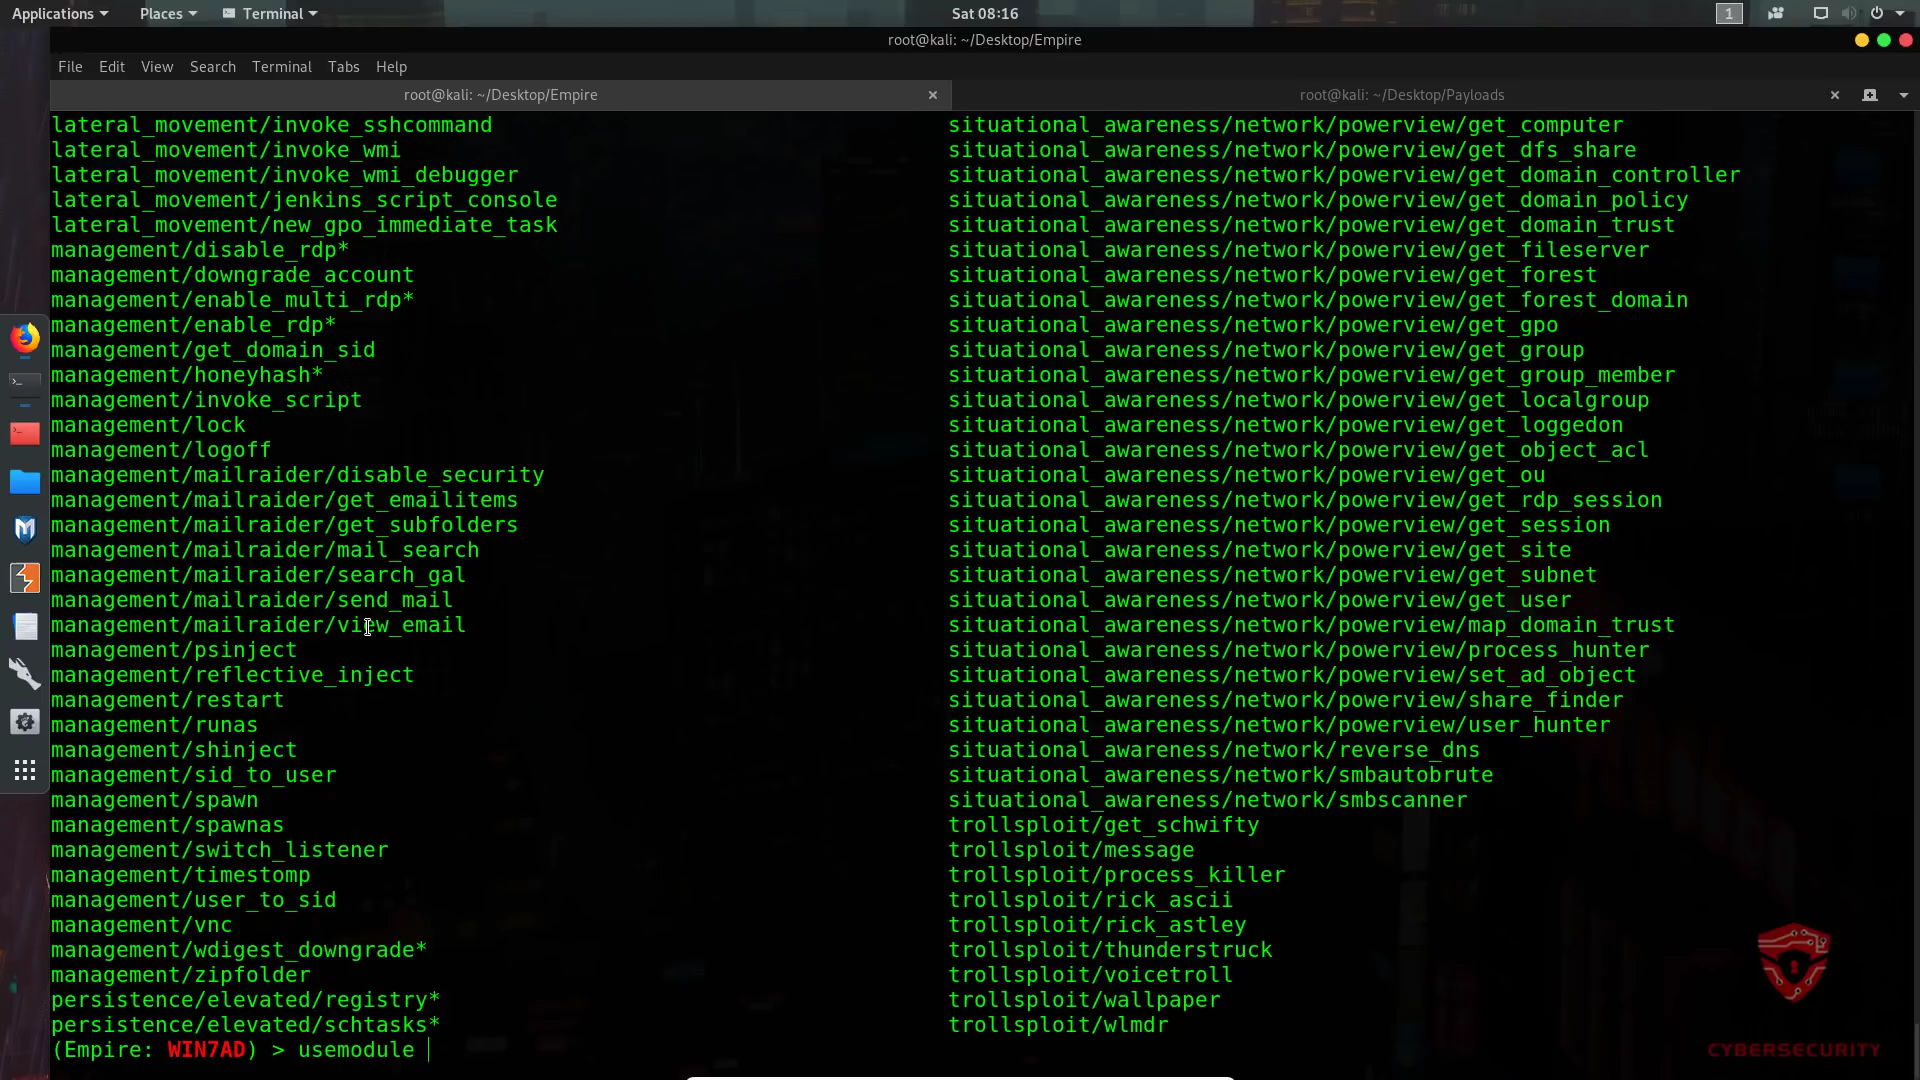 Applications
Places
Terminal
Sat 08:16
1
root@kali: ~/Desktop/Empire
File Edit View Search Terminal Tabs Help
root@kali: ~/Desktop/Empire
root@kali: ~/Desktop/Payloads
lateral_movement/invoke_sshcommand situational_awareness/network/powerview/get_computer
lateral_movement/invoke_wmi situational_awareness/network/powerview/get_dfs_share
lateral_movement/invoke_wmi_debugger situational_awareness/network/powerview/get_domain_controller
lateral_movement/jenkins_script_console situational_awareness/network/powerview/get_domain_policy
lateral_movement/new_gpo_immediate_task situational_awareness/network/powerview/get_domain_trust
management/disable_rdp* situational_awareness/network/powerview/get_fileserver
management/downgrade_account situational_awareness/network/powerview/get_forest
management/enable_multi_rdp* situational_awareness/network/powerview/get_forest_domain
management/enable_rdp* situational_awareness/network/powerview/get_gpo
management/get_domain_sid situational_awareness/network/powerview/get_group
management/honeyhash* situational_awareness/network/powerview/get_group_member
management/invoke_script situational_awareness/network/powerview/get_localgroup
management/lock situational_awareness/network/powerview/get_loggedon
management/logoff situational_awareness/network/powerview/get_object_acl
management/mailraider/disable_security situational_awareness/network/powerview/get_ou
management/mailraider/get_emailitems situational_awareness/network/powerview/get_rdp_session
management/mailraider/get_subfolders situational_awareness/network/powerview/get_session
management/mailraider/mail_search situational_awareness/network/powerview/get_site
management/mailraider/search_gal situational_awareness/network/powerview/get_subnet
management/mailraider/send_mail situational_awareness/network/powerview/get_user
management/mailraider/view_email situational_awareness/network/powerview/map_domain_trust
management/psinject situational_awareness/network/powerview/process_hunter
management/reflective_inject situational_awareness/network/powerview/set_ad_object
management/restart situational_awareness/network/powerview/share_finder
management/runas situational_awareness/network/powerview/user_hunter
management/shinject situational_awareness/network/reverse_dns
management/sid_to_user situational_awareness/network/smbautobrute
management/spawn situational_awareness/network/smbscanner
management/spawnas trollsploit/get_schwifty
management/switch_listener trollsploit/message
management/timestomp trollsploit/process_killer
management/user_to_sid trollsploit/rick_ascii
management/vnc trollsploit/rick_astley
management/wdigest_downgrade* trollsploit/thunderstruck
management/zipfolder trollsploit/voicetroll
persistence/elevated/registry* trollsploit/wallpaper
persistence/elevated/schtasks* trollsploit/wlmdr
(Empire: WIN7AD) > usemodule
CYBERSECURITY